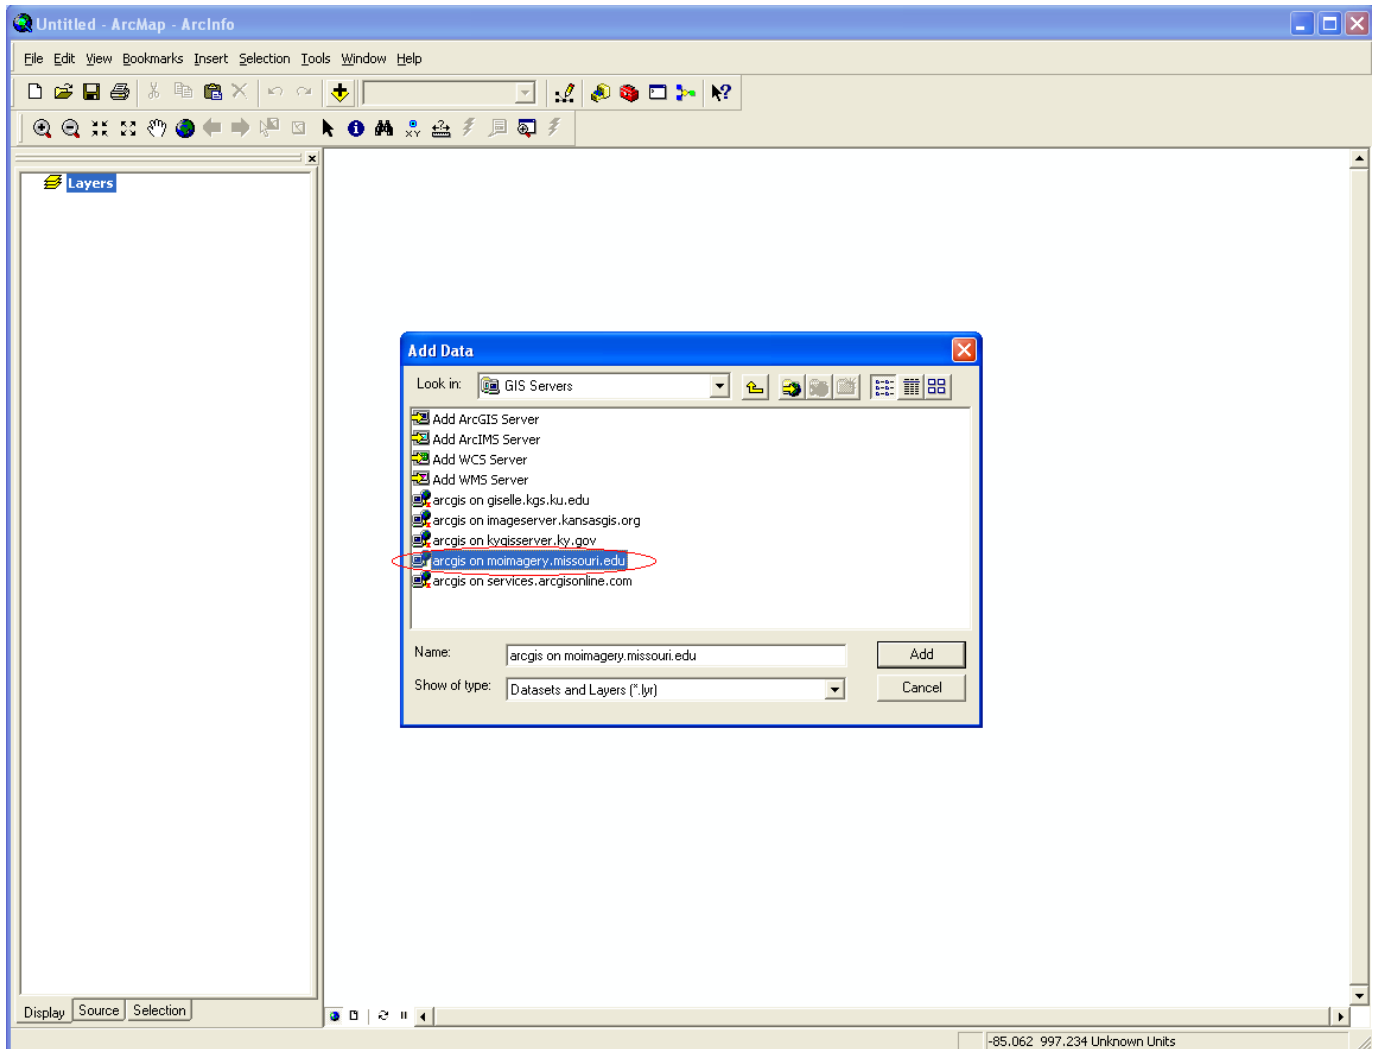 Untitled - ArcMap - ArcInfo
File Edit View Bookmarks Insert Selection Tools Window Help
XY
Layers
Add Data
Look in: GIS Servers
Add ArcGIS Server
Add ArcIMS Server
Add WCS Server
Add WMS Server
arcgis on giselle.kgs.ku.edu
arcgis on imageserver.kansasgis.org
arcgis on kygisserver.ky.gov
arcgis on moimagery.missouri.edu
arcgis on services.arcgisonline.com
Name: arcgis on moimagery.missouri.edu Add
Show of type: Datasets and Layers (*.lyr) Cancel
Display Source Selection
-85.062 997.234 Unknown Units